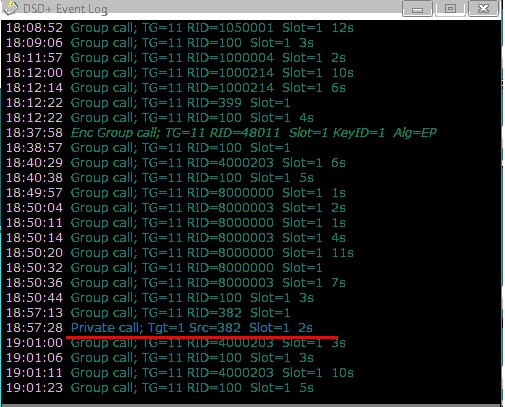 DSD+ Event Log
18:08:52 Group call; TG=11 RID=1050001 Slot=1 12s
18:09:06 Group call; TG=11 RID=100 Slot=1 3s
18:11:57 Group call; TG=11 RID=1000004 Slot=1 2s
18:12:00 Group call; TG=11 RID=1000214 Slot=1 10s
18:12:14 Group call; TG=11 RID=1000214 Slot=1 6s
18:12:22 Group call; TG=11 RID=399 Slot=1
18:12:22 Group call; TG=11 RID=100 Slot=1 4s
18:37:58 Enc Group call; TG=11 RID=48011 Slot=1 KeyID=1 Alg=EP
18:38:57 Group call; TG=11 RID=100 Slot=1
18:40:29 Group call; TG=11 RID=4000203 Slot=1 6s
18:40:38 Group call; TG=11 RID=100 Slot=1 5s
18:49:57 Group call; TG=11 RID=8000000 Slot=1 1s
18:50:04 Group call; TG=11 RID=8000003 Slot=1 2s
18:50:11 Group call; TG=11 RID=8000000 Slot=1 1s
18:50:14 Group call; TG=11 RID=8000003 Slot=1 4s
18:50:20 Group call; TG=11 RID=8000000 Slot=1 11s
18:50:32 Group call; TG=11 RID=8000000 Slot=1
18:50:36 Group call; TG=11 RID=8000003 Slot=1 7s
18:50:44 Group call; TG=11 RID=100 Slot=1 3s
18:57:13 Group call; TG=11 RID=382 Slot=1
18:57:28 Private call; Tgt=1 Src=382 Slot=1 2s
19:01:00 Group call; TG=11 RID=4000203 Slot=1 3s
19:01:06 Group call; TG=11 RID=100 Slot=1 3s
19:01:11 Group call; TG=11 RID=4000203 Slot=1 10s
19:01:23 Group call; TG=11 RID=100 Slot=1 5s